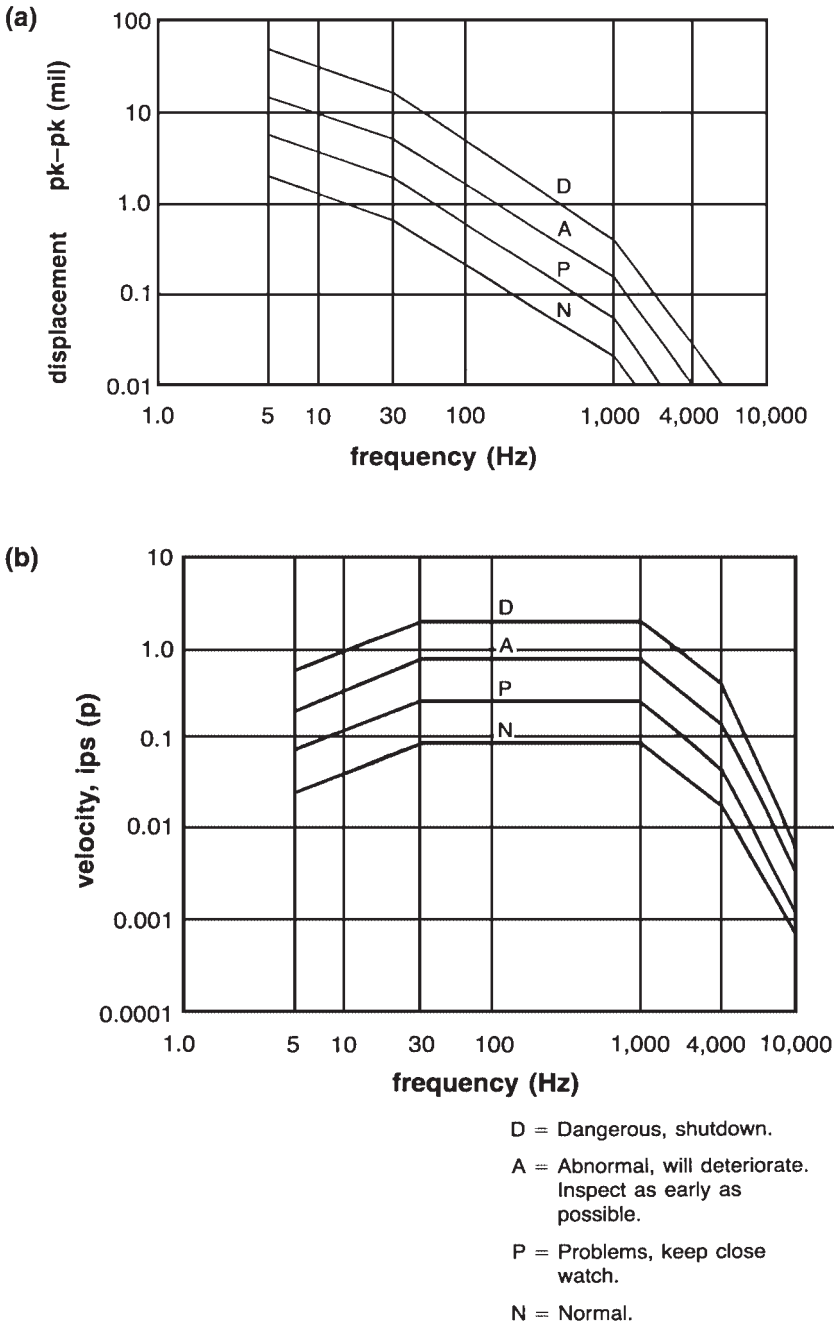 (a)
displacement pk–pk (mil)
100
10
1.0
0.1
0.01
D
A
P
N
1.0 5 10 30 100 1,000 4,000 10,000
frequency (Hz)
(b)
velocity, ips (p)
10
1.0
0.1
0.01
0.001
0.0001
D
A
P
N
1.0 5 10 30 100 1,000 4,000 10,000
frequency (Hz)
D = Dangerous, shutdown.
A = Abnormal, will deteriorate.
Inspect as early as
possible.
P = Problems, keep close
watch.
N = Normal.